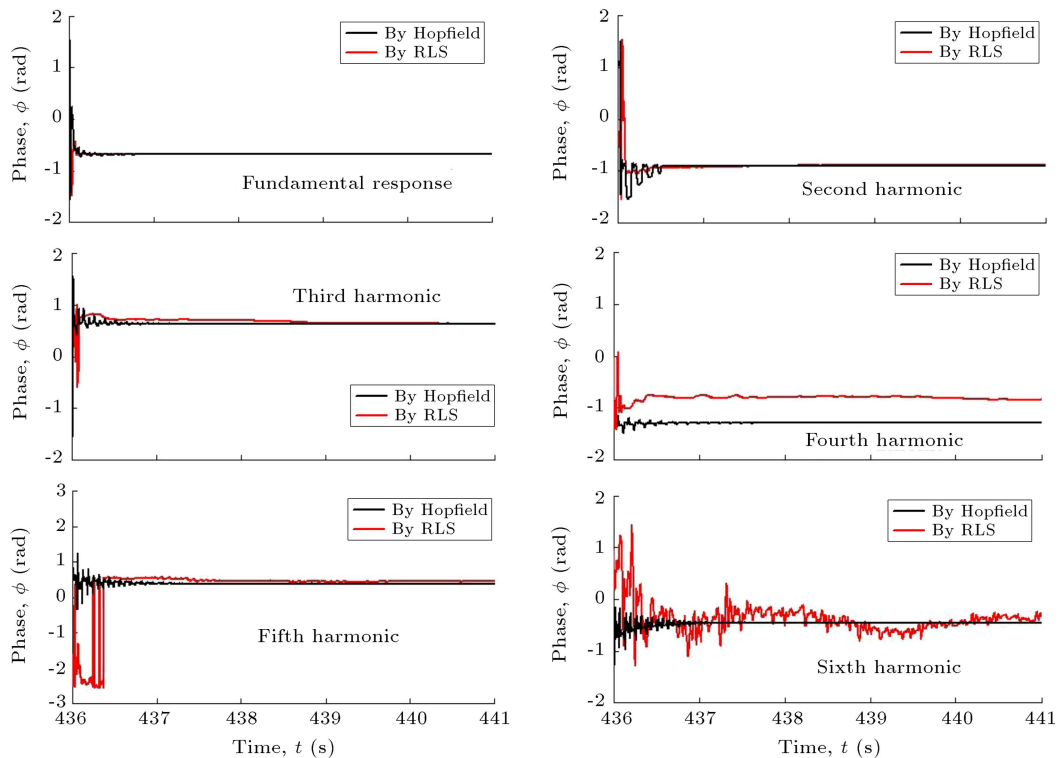 2
1
0
-1
-2
Phase, ϕ (rad)
By Hopfield
By RLS
Fundamental response
2
1
0
-1
-2
Phase, ϕ (rad)
By Hopfield
By RLS
Second harmonic
2
1
0
-1
-2
Phase, ϕ (rad)
Third harmonic
By Hopfield
By RLS
2
1
0
-1
-2
Phase, ϕ (rad)
By Hopfield
By RLS
Fourth harmonic
3
2
1
0
-1
-2
-3
Phase, ϕ (rad)
By Hopfield
By RLS
Fifth harmonic
436 437 438 439 440 441
Time, t (s)
2
1
0
-1
-2
Phase, ϕ (rad)
By Hopfield
By RLS
Sixth harmonic
436 437 438 439 440 441
Time, t (s)